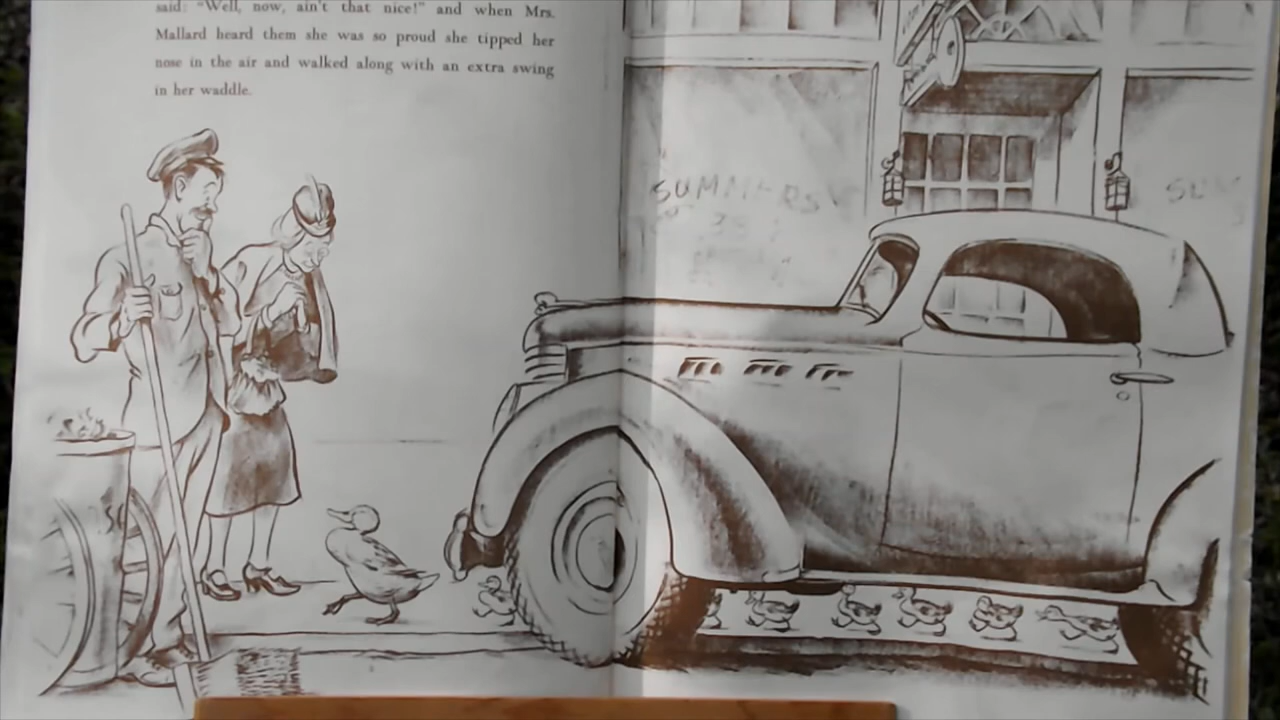 said: "Well, now, ain't that nice!" and when Mrs.
Mallard heard them she was so proud she tipped her
nose in the air and walked along with an extra swing
in her waddle.